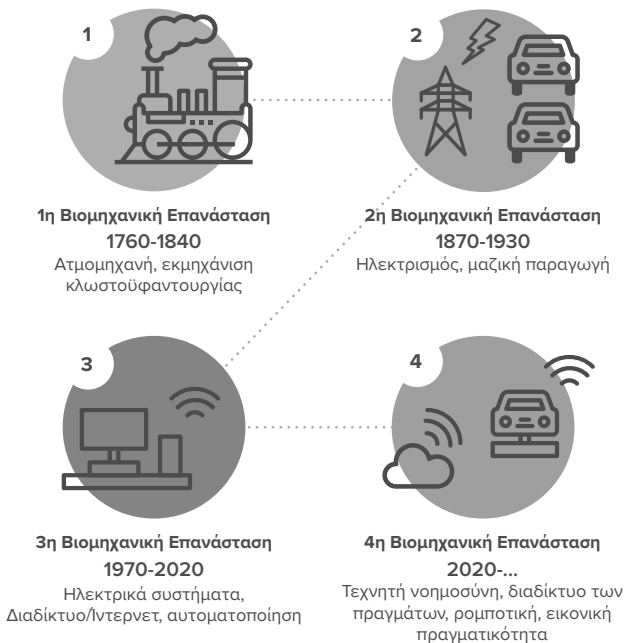 1
1η Βιομηχανική Επανάσταση
1760-1840
Ατμομηχανή, εκμηχάνιση
κλωστοϋφαντουργίας
2
2η Βιομηχανική Επανάσταση
1870-1930
Ηλεκτρισμός, μαζική παραγωγή
3
3η Βιομηχανική Επανάσταση
1970-2020
Ηλεκτρικά συστήματα,
Διαδίκτυο/Ιντερνετ, αυτοματοποίηση
4
4η Βιομηχανική Επανάσταση
2020-...
Τεχνητή νοημοσύνη, διαδίκτυο των
πραγμάτων, ρομποτική, εικονική
πραγματικότητα